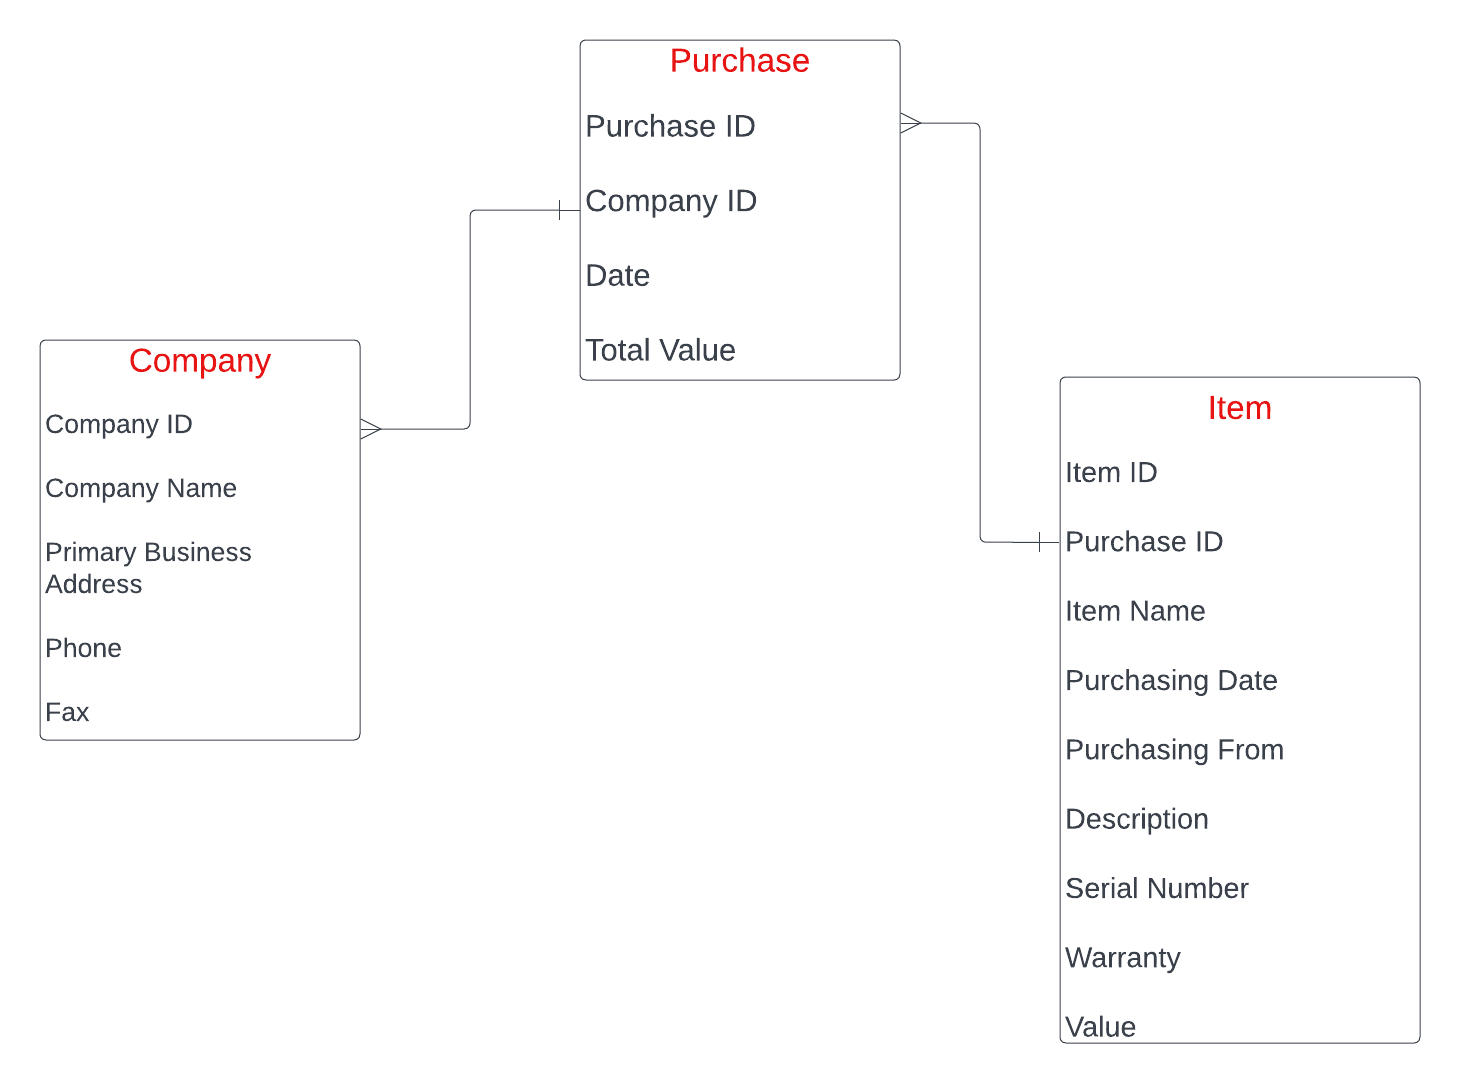 Purchase
Purchase ID
Company ID
Date
Total Value
Company
Company ID
Company Name
Primary Business
Address
Phone
Fax
Item
Item ID
Purchase ID
Item Name
Purchasing Date
Purchasing From
Description
Serial Number
Warranty
Value